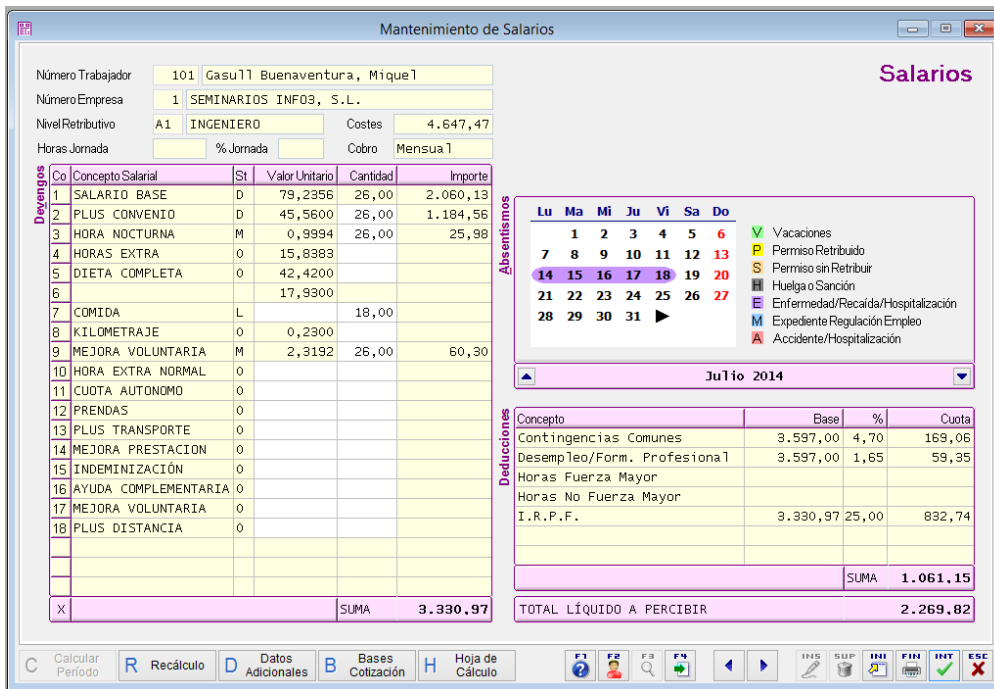 Mantenimiento de Salarios
Salarios
Número Trabajador 101 Gasull Buenaventura, Miquel
Número Empresa 1 SEMINARIOS INFO3, S.L.
Nivel Retributivo A1 INGENIERO Costes 4.647,47
Horas Jornada % Jornada Cobro Mensual
Devengos
Co Concepto Salarial St Valor Unitario Cantidad Importe
1 SALARIO BASE D 79,2356 26,00 2.060,13
2 PLUS CONVENIO D 45,5600 26,00 1.184,56
3 HORA NOCTURNA M 0,9994 26,00 25,98
4 HORAS EXTRA O 15,8383
5 DIETA COMPLETA O 42,4200
6 17,9300
7 COMIDA L 18,00
8 KILOMETRAJE O 0,2300
9 MEJORA VOLUNTARIA M 2,3192 26,00 60,30
10 HORA EXTRA NORMAL O
11 CUOTA AUTONOMO O
12 PRENDAS O
13 PLUS TRANSPORTE O
14 MEJORA PRESTACION O
15 INDEMINIZACIÓN O
16 AYUDA COMPLEMENTARIA O
17 MEJORA VOLUNTARIA O
18 PLUS DISTANCIA O
X SUMA 3.330,97
Absentismos
Lu Ma Mi Ju Vi Sa Do
1 2 3 4 5 6
7 8 9 10 11 12 13
14 15 16 17 18 19 20
21 22 23 24 25 26 27
28 29 30 31
V Vacaciones
P Permiso Retribuido
S Permiso sin Retribuir
H Huelga o Sanción
E Enfermedad/Recaída/Hospitalización
M Expediente Regulación Empleo
A Accidente/Hospitalización
Julio 2014
Deducciones
Concepto Base % Cuota
Contingencias Comunes 3.597,00 4,70 169,06
Desempleo/Form. Profesional 3.597,00 1,65 59,35
Horas Fuerza Mayor
Horas No Fuerza Mayor
I.R.P.F. 3.330,97 25,00 832,74
SUMA 1.061,15
TOTAL LÍQUIDO A PERCIBIR 2.269,82
C Calcular Período
R Recálculo
D Datos Adicionales
B Bases Cotización
H Hoja de Cálculo
F1 F2 F3 F4 INS SUP INI FIN INT ESC